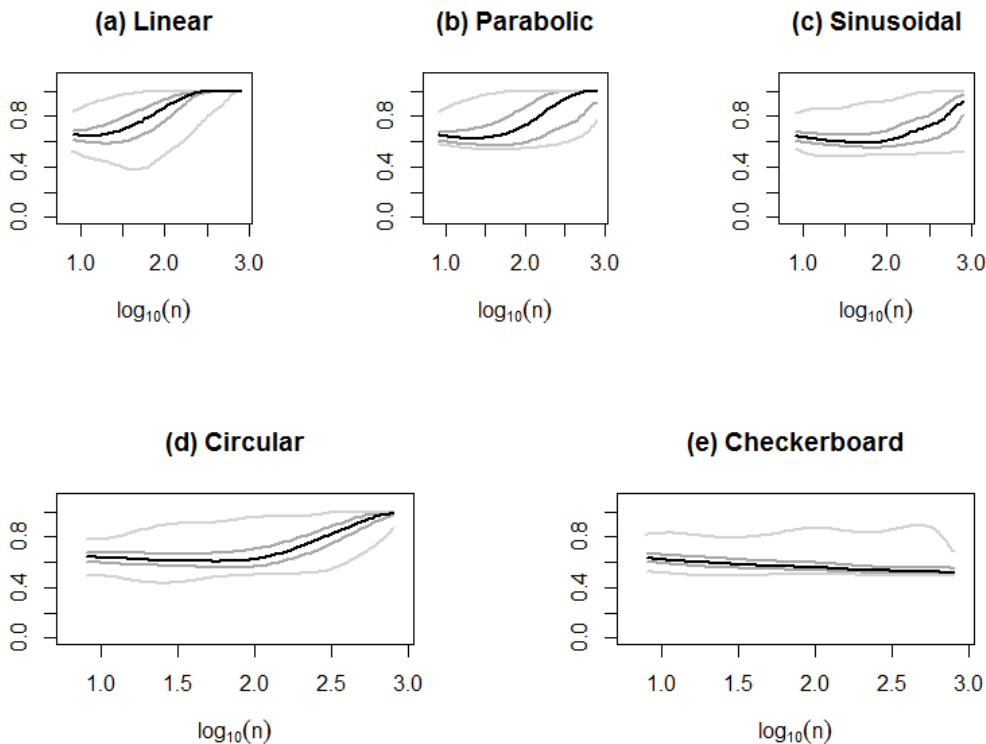 (a) Linear
(b) Parabolic
(c) Sinusoidal
0.0 0.4 0.8
0.0 0.4 0.8
0.0 0.4 0.8
1.0 2.0 3.0
1.0 2.0 3.0
1.0 2.0 3.0
log10(n)
log10(n)
log10(n)
(d) Circular
(e) Checkerboard
0.0 0.4 0.8
0.0 0.4 0.8
1.0 1.5 2.0 2.5 3.0
1.0 1.5 2.0 2.5 3.0
log10(n)
log10(n)